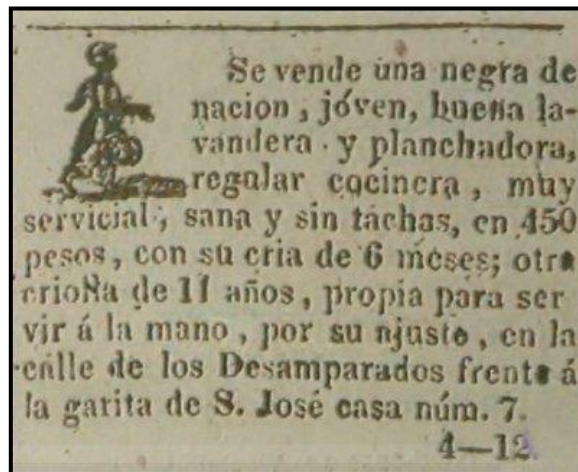 Se vende una negra de
nacion, jóven, buena la-
vandera y planchadora,
regular cocinera, muy
servicial, sana y sin tachas, en 450
pesos, con su cria de 6 meses; otra
criolla de 11 años, propia para ser
vir á la mano, por su ajuste, en la
calle de los Desamparados frente á
la garita de S. José casa núm. 7.
4—12.